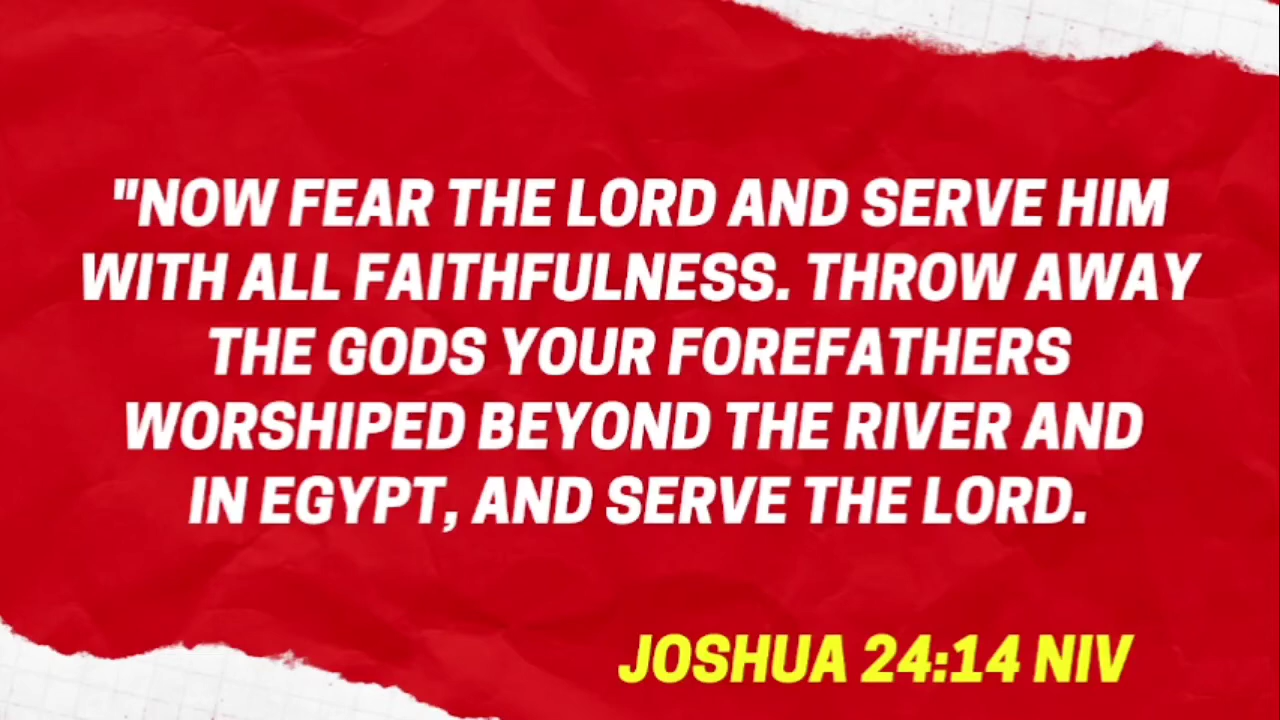 "NOW FEAR THE LORD AND SERVE HIM
WITH ALL FAITHFULNESS. THROW AWAY
THE GODS YOUR FOREFATHERS
WORSHIPED BEYOND THE RIVER AND
IN EGYPT, AND SERVE THE LORD.
JOSHUA 24:14 NIV